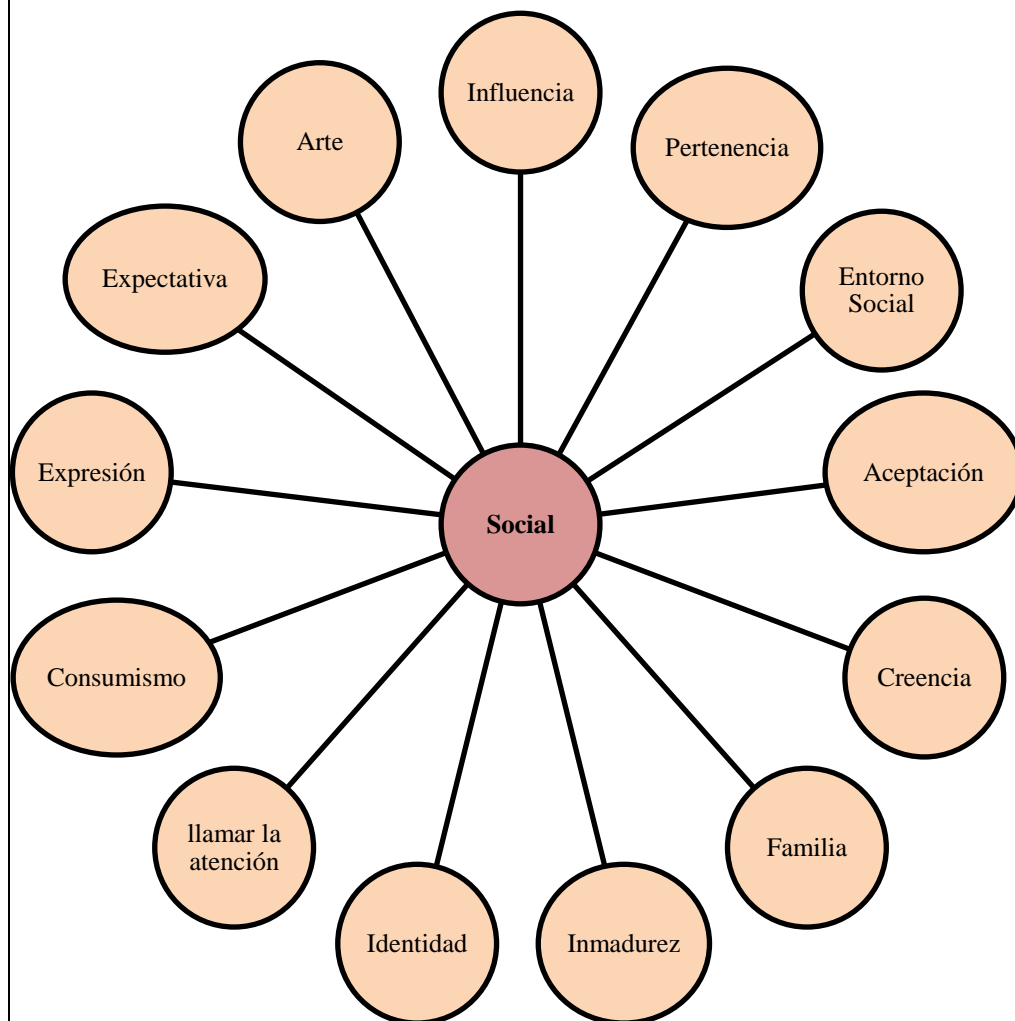 Influencia
Arte
Pertenencia
Expectativa
Entorno
Social
Expresión
Aceptación
Social
Consumismo
Creencia
llamar la
atención
Familia
Identidad
Inmadurez